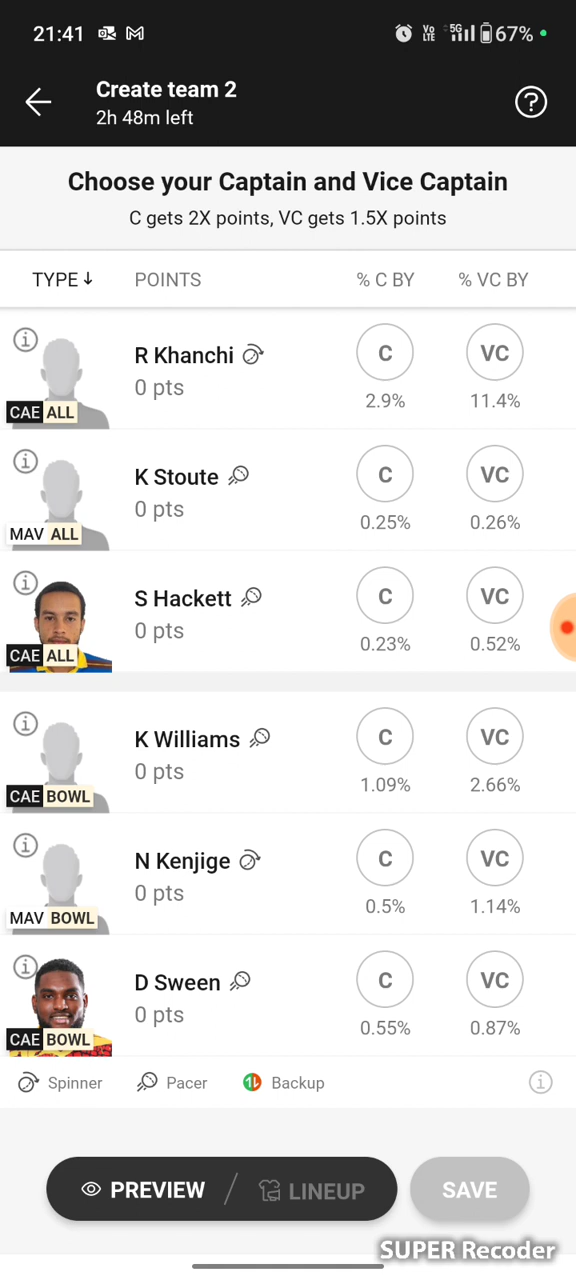 21:41 Vo LTE 5G 67%
Create team 2
2h 48m left
?
Choose your Captain and Vice Captain
C gets 2X points, VC gets 1.5X points
TYPE↓ POINTS % C BY % VC BY
R Khanchi C VC
0 pts 2.9% 11.4%
CAE ALL
K Stoute C VC
0 pts 0.25% 0.26%
MAV ALL
S Hackett C VC
0 pts 0.23% 0.52%
CAE ALL
K Williams C VC
0 pts 1.09% 2.66%
CAE BOWL
N Kenjige C VC
0 pts 0.5% 1.14%
MAV BOWL
D Sween C VC
0 pts 0.55% 0.87%
CAE BOWL
Spinner Pacer Backup
PREVIEW / LINEUP SAVE
SUPER Recoder